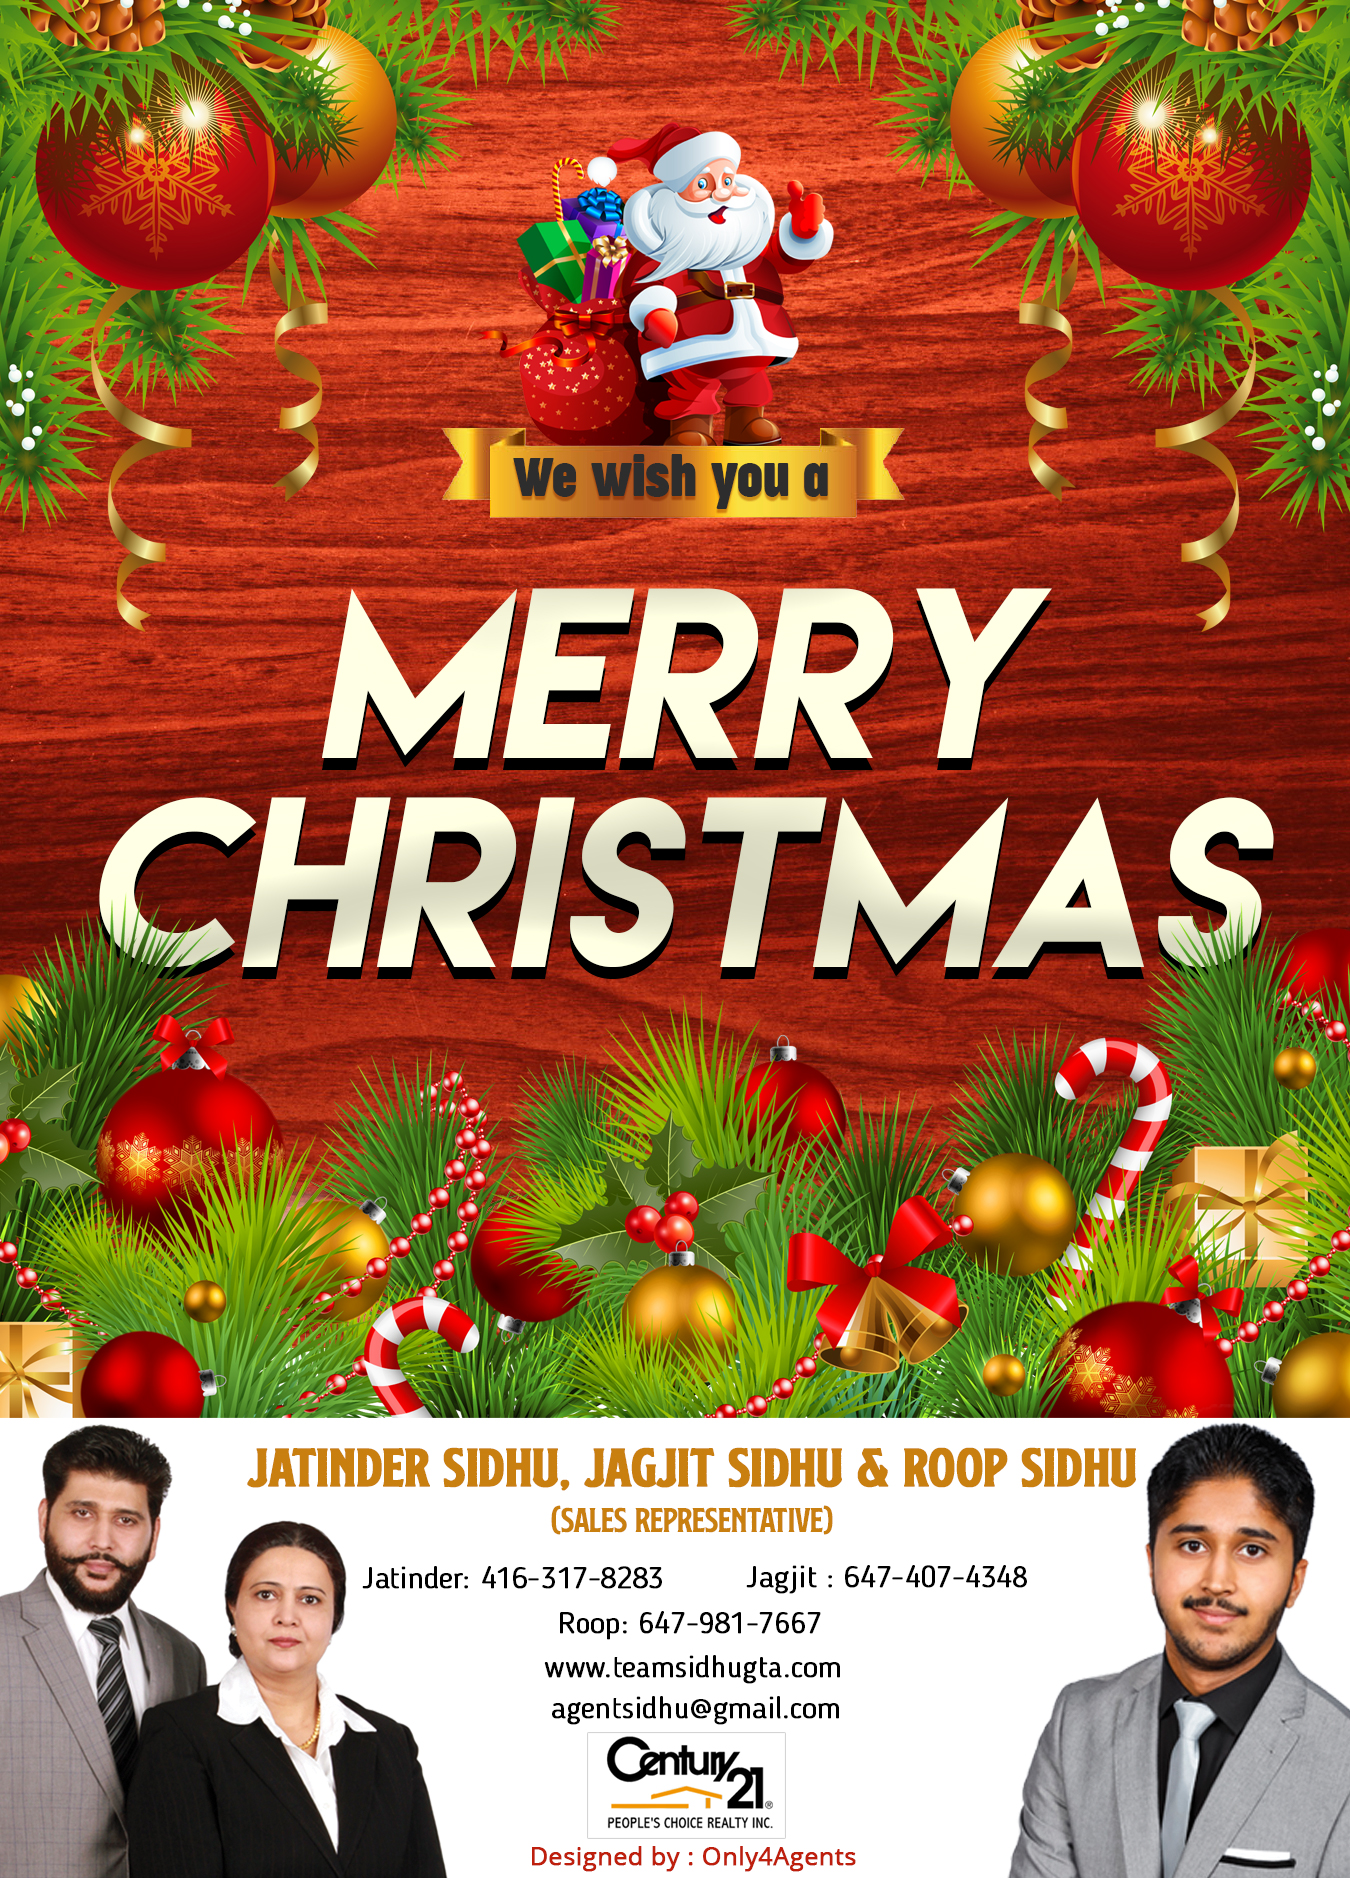 We wish you a
MERRY
CHRISTMAS
JATINDER SIDHU, JAGJIT SIDHU & ROOP SIDHU
(SALES REPRESENTATIVE)
Jatinder: 416-317-8283 Jagjit : 647-407-4348
Roop: 647-981-7667
www.teamsidhugta.com
agentsidhu@gmail.com
Century 21®
PEOPLE'S CHOICE REALTY INC.
Designed by : Only4Agents